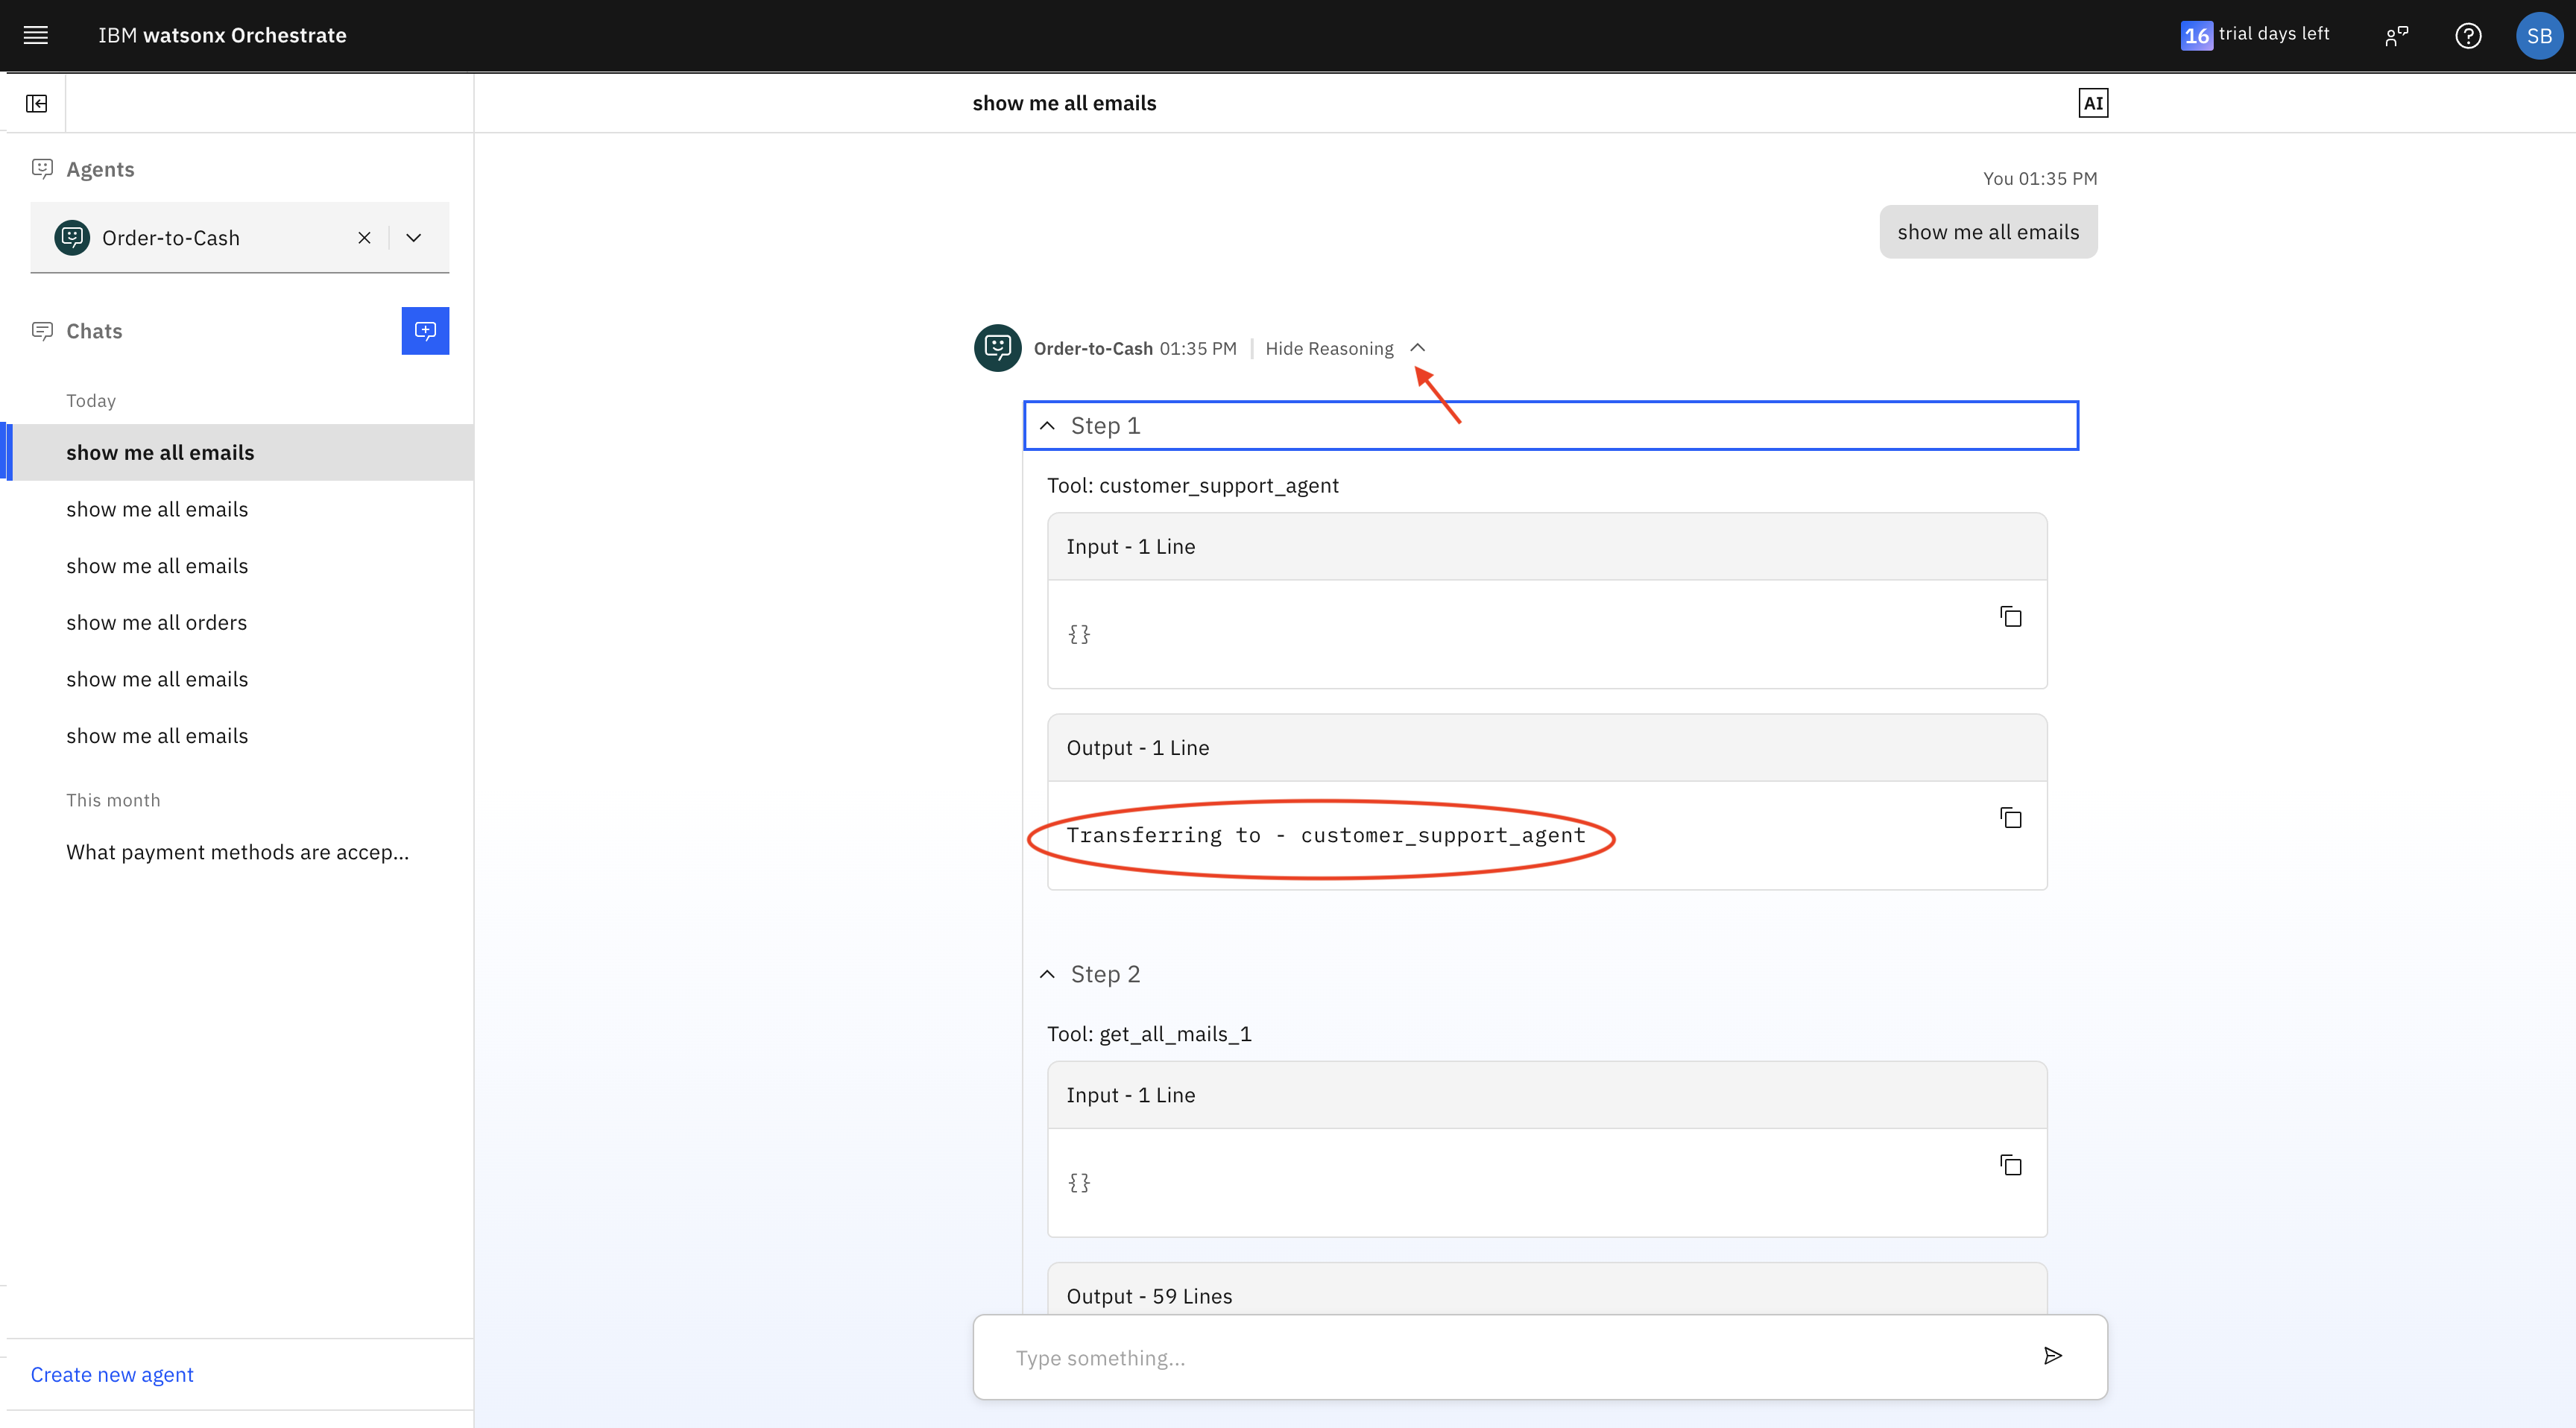 IBM watsonx Orchestrate
16 trial days left
SB
show me all emails
AI
Agents
Order-to-Cash
Chats
Today
show me all emails
show me all emails
show me all emails
show me all orders
show me all emails
show me all emails
This month
What payment methods are accep...
Create new agent
You 01:35 PM
show me all emails
Order-to-Cash 01:35 PM | Hide Reasoning
Step 1
Tool: customer_support_agent
Input - 1 Line
{}
Output - 1 Line
Transferring to - customer_support_agent
Step 2
Tool: get_all_mails_1
Input - 1 Line
{}
Output - 59 Lines
Type something...